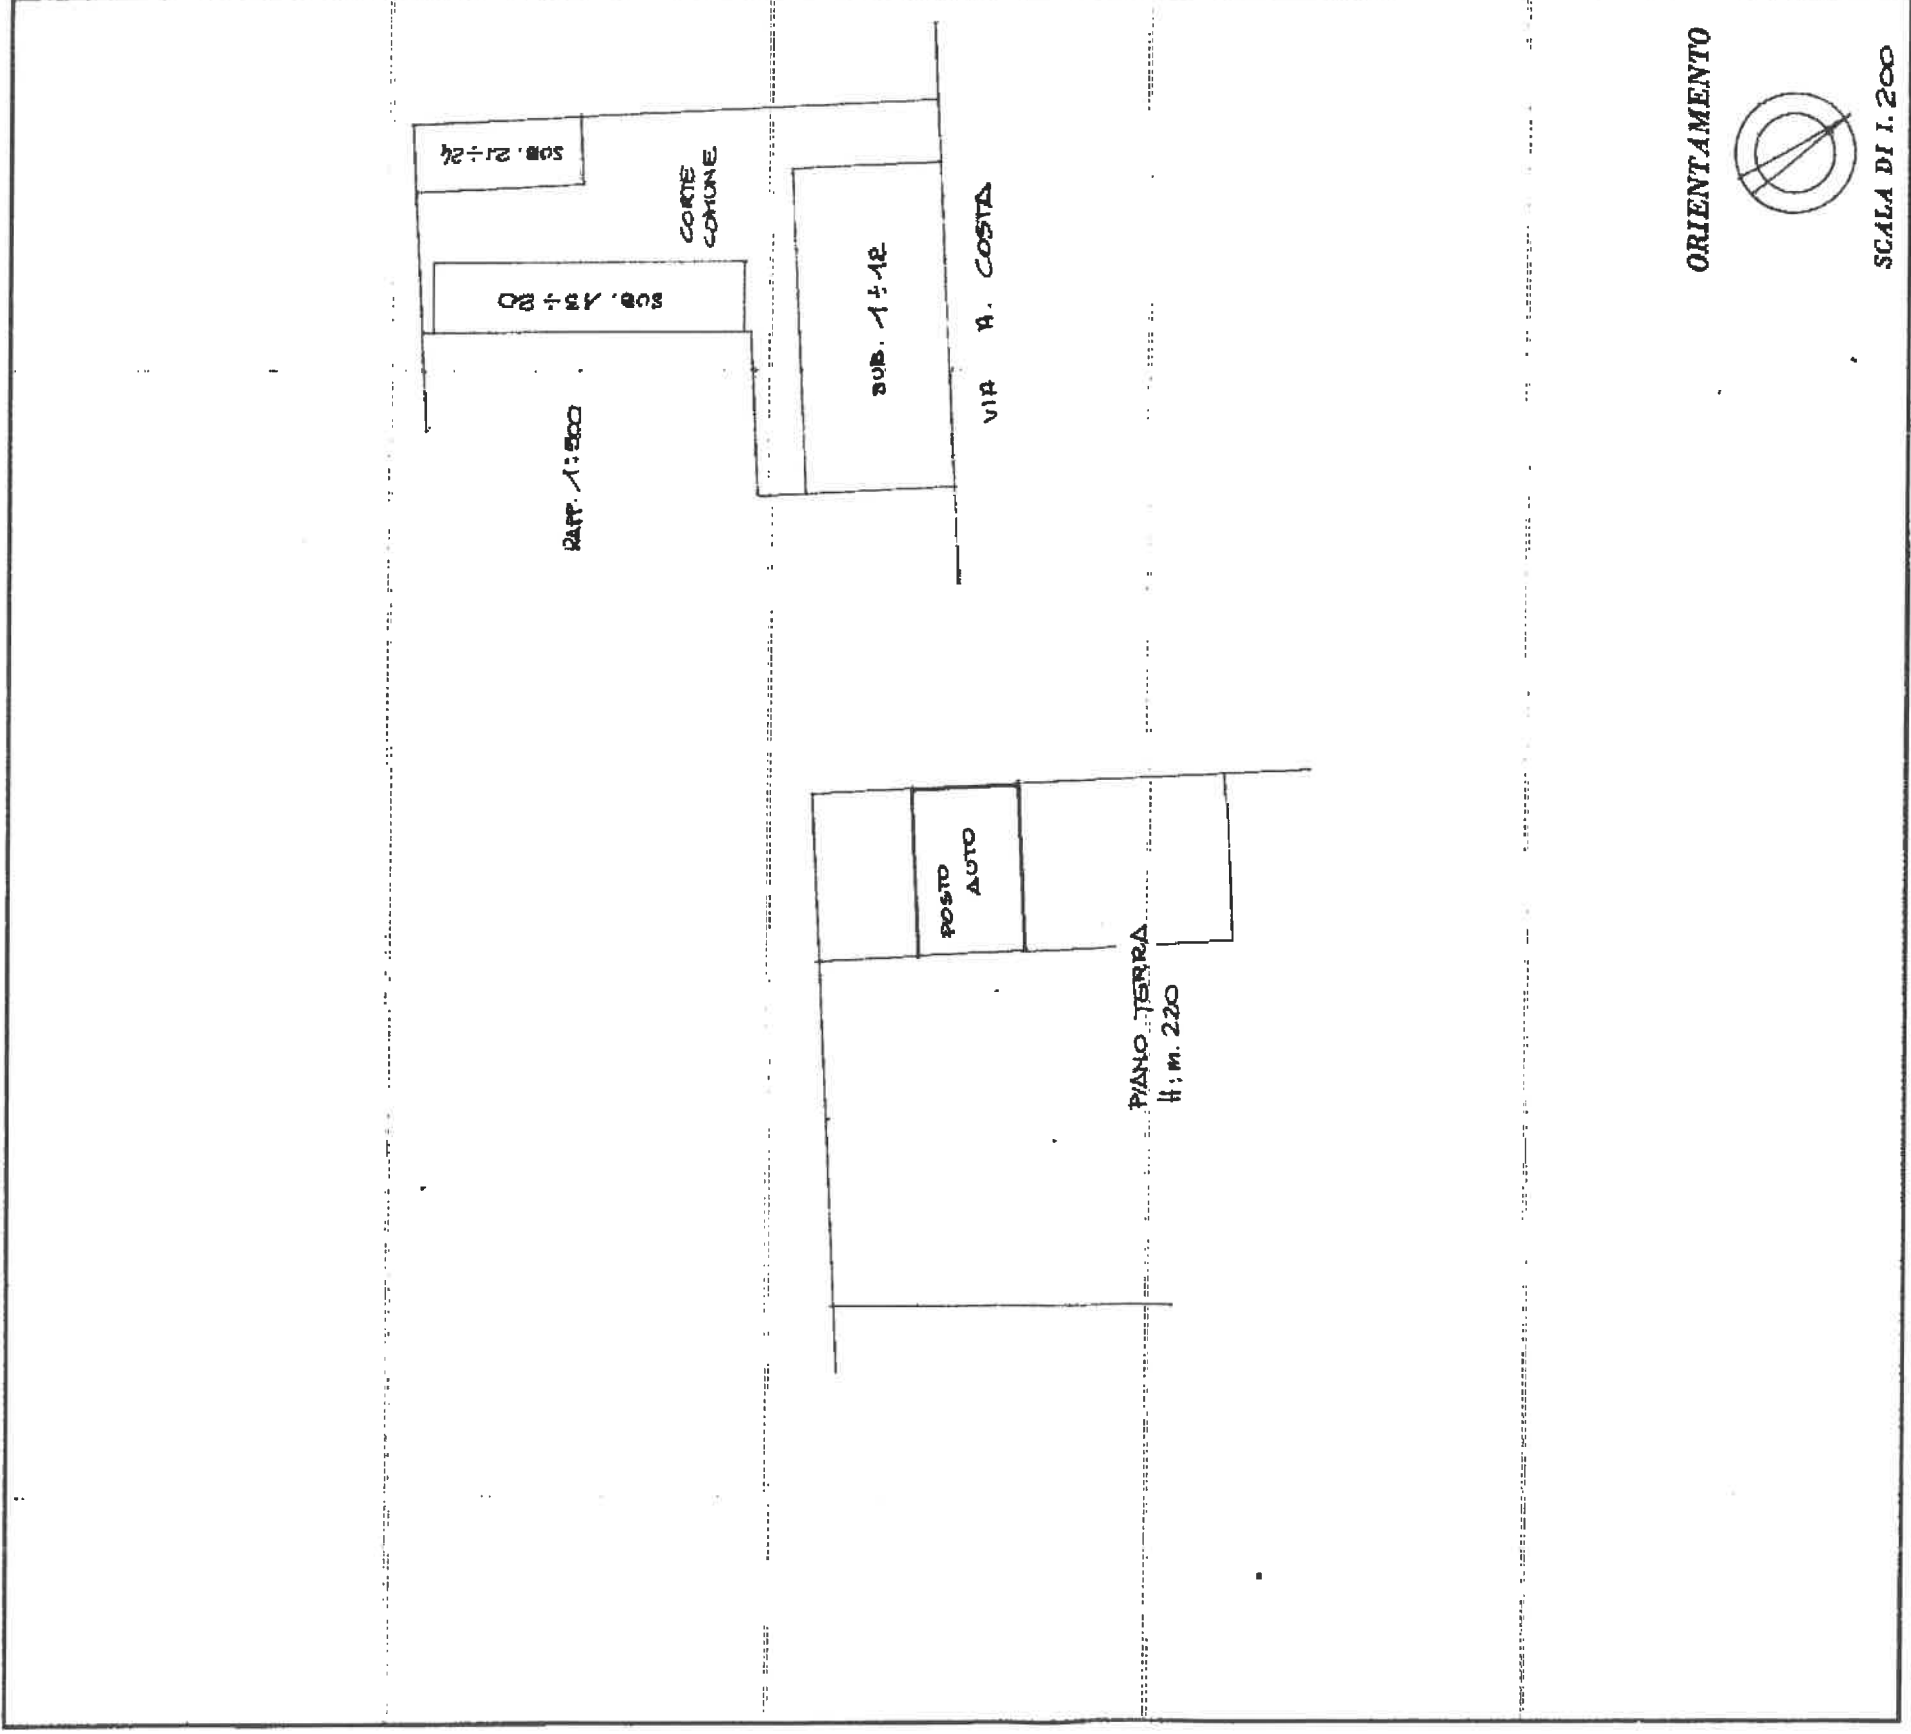 RAPP. 1:500
SUB. 21÷24
SUB. 13÷20
CORTE
COMUNE
SUB. 1÷12
VIA A. COSTA
POSTO
AUTO
PIANO TERRA
H: m. 220
ORIENTAMENTO
SCALA DI 1. 200